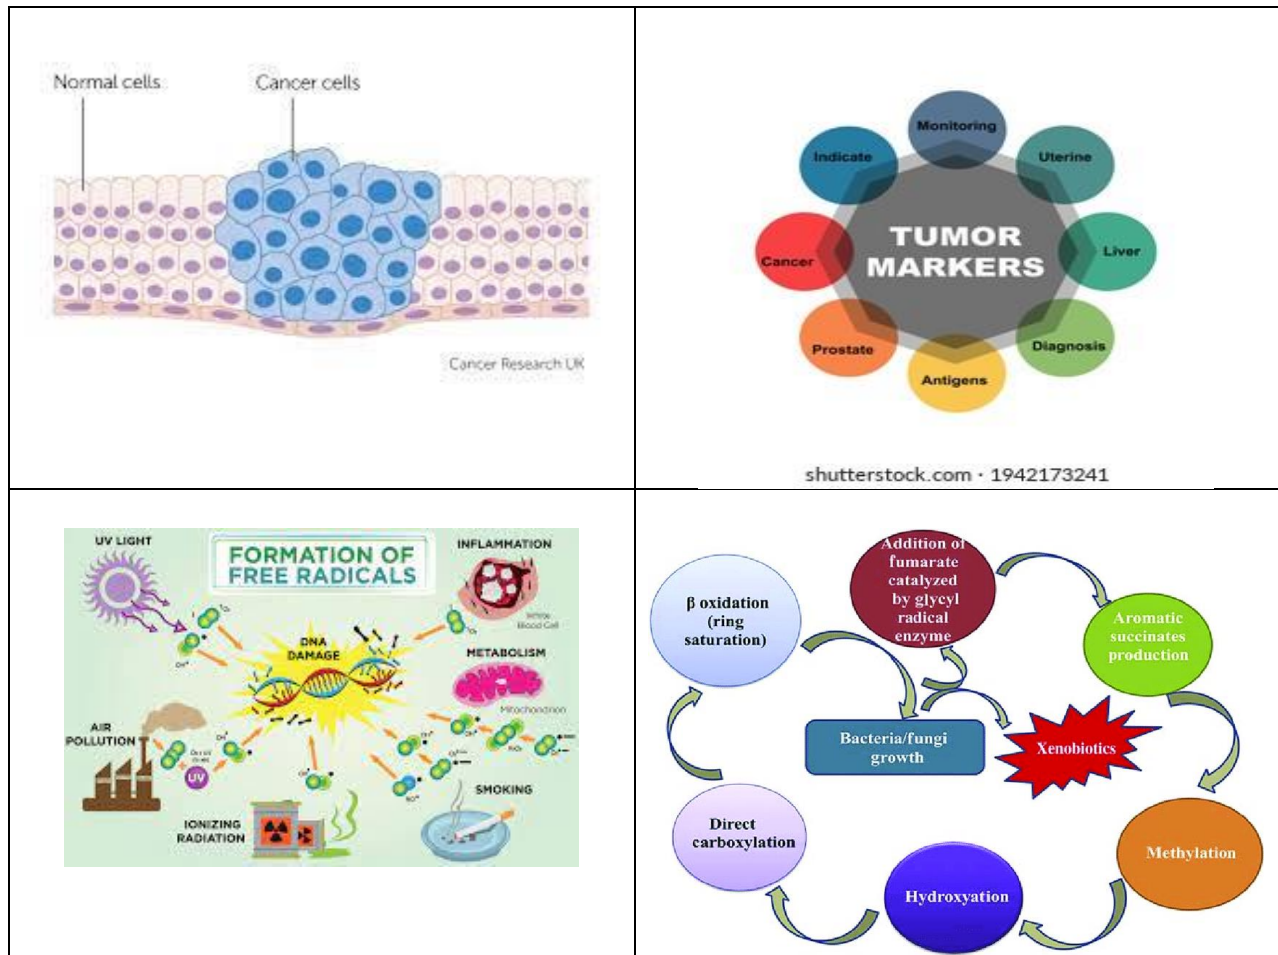 Normal cells
Cancer cells
Cancer Research UK
Monitoring
Indicate
Uterine
TUMOR
MARKERS
Cancer
Liver
Prostate
Diagnosis
Antigens
shutterstock.com · 1942173241
UV LIGHT
FORMATION OF
FREE RADICALS
INFLAMMATION
White
Blood Cell
DNA
DAMAGE
METABOLISM
Mitochondrion
AIR
POLLUTION
UV
SMOKING
IONIZING
RADIATION
Addition of
fumarate
catalyzed
by glycyl
radical
enzyme
β oxidation
(ring
saturation)
Aromatic
succinates
production
Bacteria/fungi
growth
Xenobiotics
Direct
carboxylation
Methylation
Hydroxyation